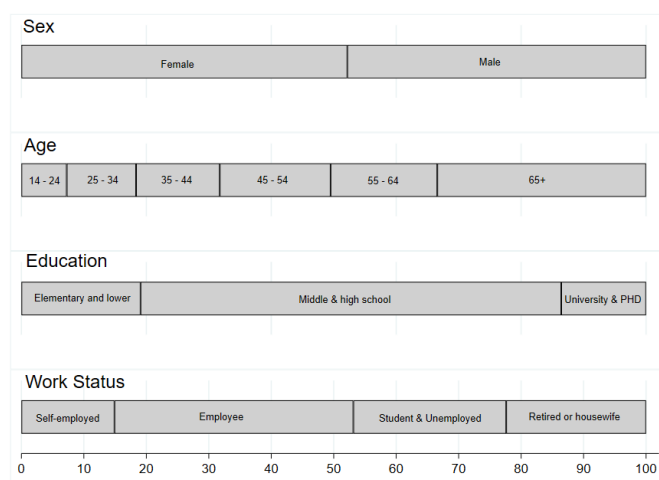 Sex
Female Male
Age
14 - 24 25 - 34 35 - 44 45 - 54 55 - 64 65+
Education
Elementary and lower Middle & high school University & PHD
Work Status
Self-employed Employee Student & Unemployed Retired or housewife
0 10 20 30 40 50 60 70 80 90 100